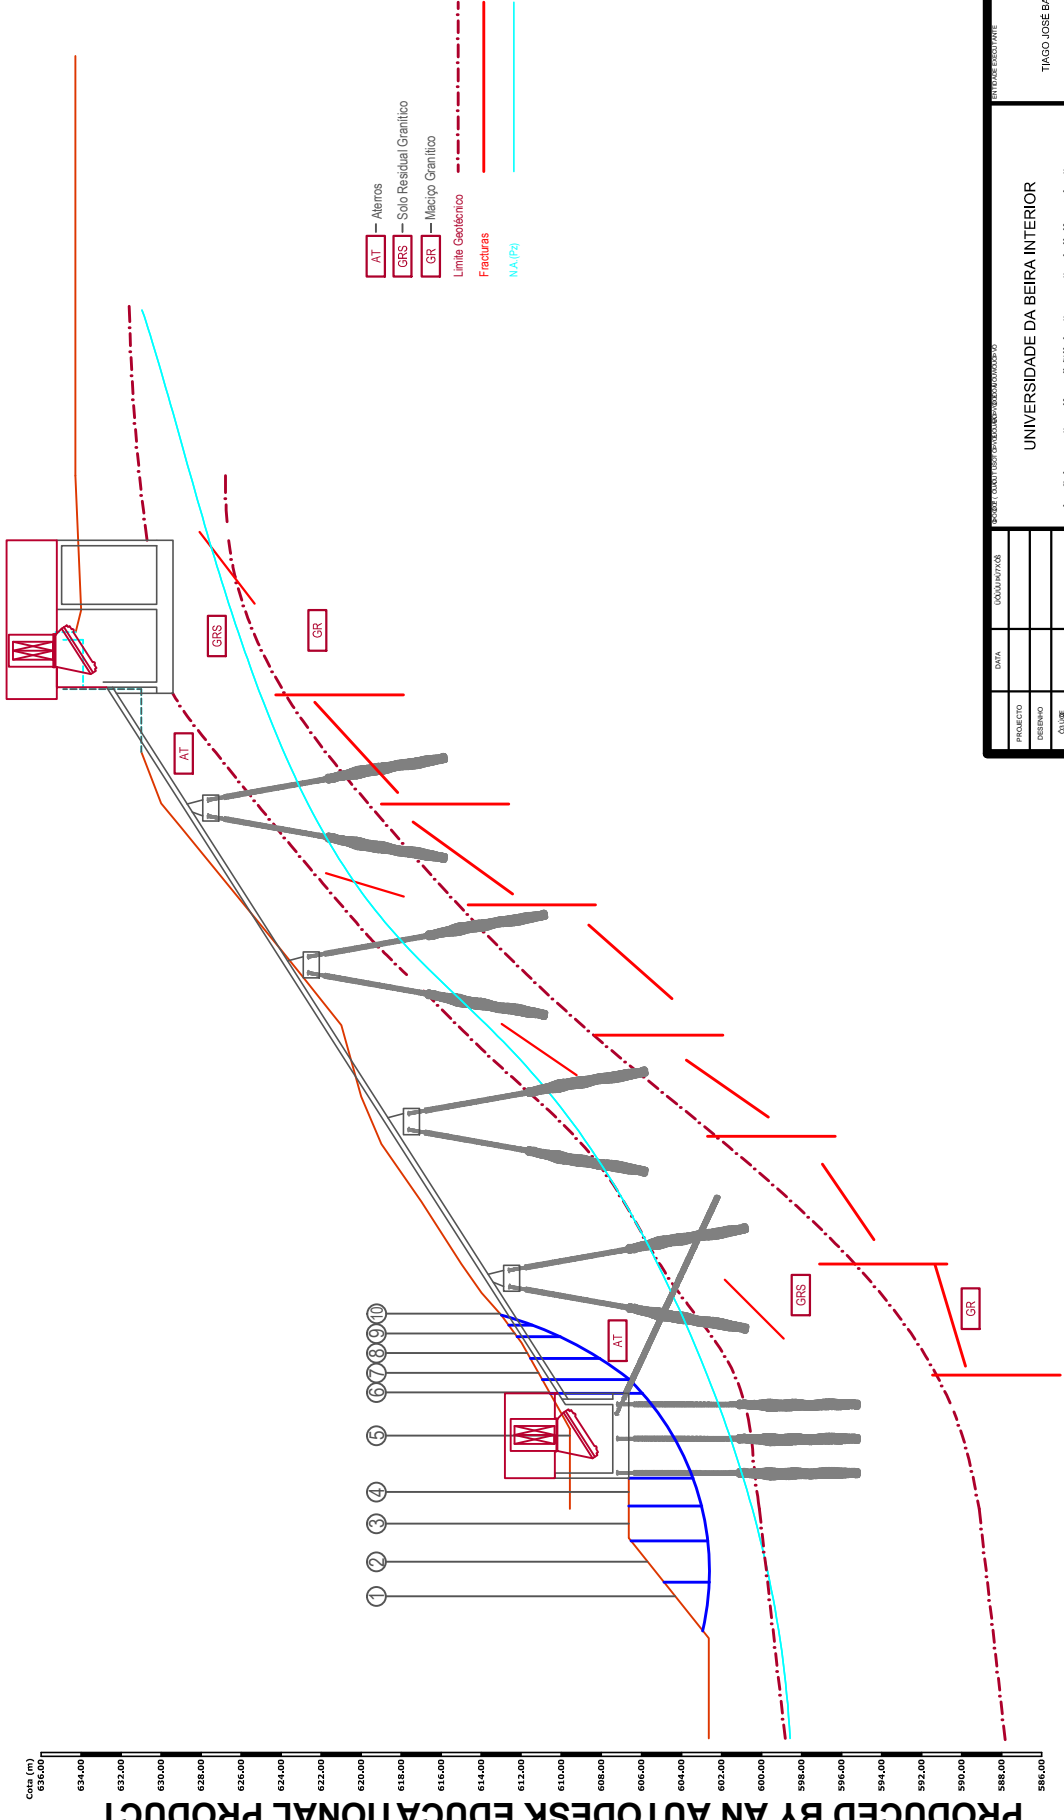 AT — Aterros
GRS — Solo Residual Granítico
GR — Maciço Granítico
Limite Geotécnico
Fracturas
N.A.(Pz)
GRS
GR
AT
AT
GRS
GR
1
2
3
4
5
6
7
8
9
10
Cota (m)
636.00
634.00
632.00
630.00
628.00
626.00
624.00
622.00
620.00
618.00
616.00
614.00
612.00
610.00
608.00
606.00
604.00
602.00
600.00
598.00
596.00
594.00
592.00
590.00
588.00
586.00
PROJECTO
DESENHO
DATA
UNIVERSIDADE DA BEIRA INTERIOR
ENTIDADE EXECUTANTE
TIAGO JOSÉ
PRODUCED BY AN AUTODESK EDUCATIONAL PRODUCT